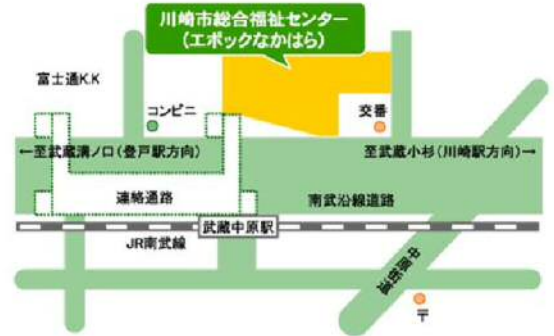 川崎市総合福祉センター
(エポックなかはら)
富士通K.K
コンビニ
交番
←至武蔵溝ノ口(登戸駅方向)
至武蔵小杉(川崎駅方向)→
連絡通路
南武沿線道路
武蔵中原駅
JR南武線
中原街道
〒